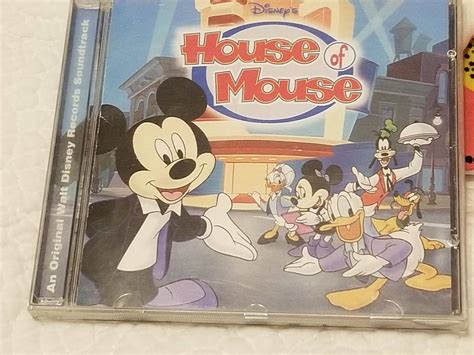 Disney's
House of
Mouse
An Original Walt Disney Records Soundtrack